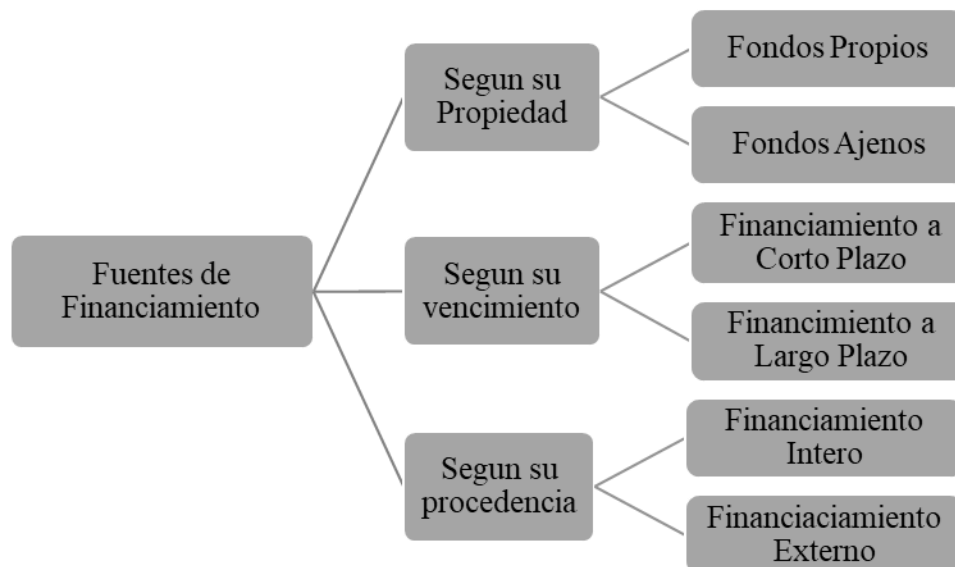 Fuentes de
Financiamiento
Segun su
Propiedad
Fondos Propios
Fondos Ajenos
Segun su
vencimiento
Financiamiento a
Corto Plazo
Financimiento a
Largo Plazo
Segun su
procedencia
Financiamiento
Intero
Financiaciamiento
Externo